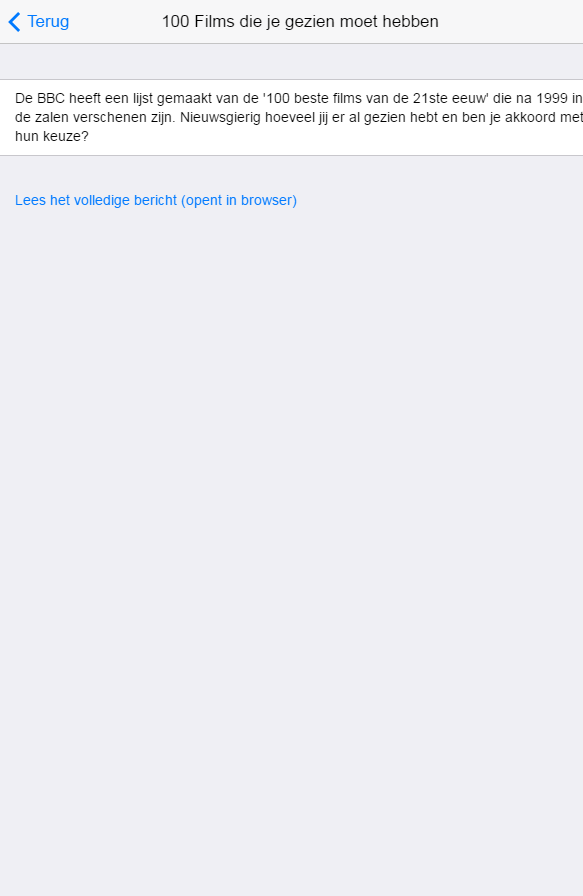 Terug
100 Films die je gezien moet hebben
De BBC heeft een lijst gemaakt van de '100 beste films van de 21ste eeuw' die na 1999 in
de zalen verschenen zijn. Nieuwsgierig hoeveel jij er al gezien hebt en ben je akkoord met
hun keuze?
Lees het volledige bericht (opent in browser)